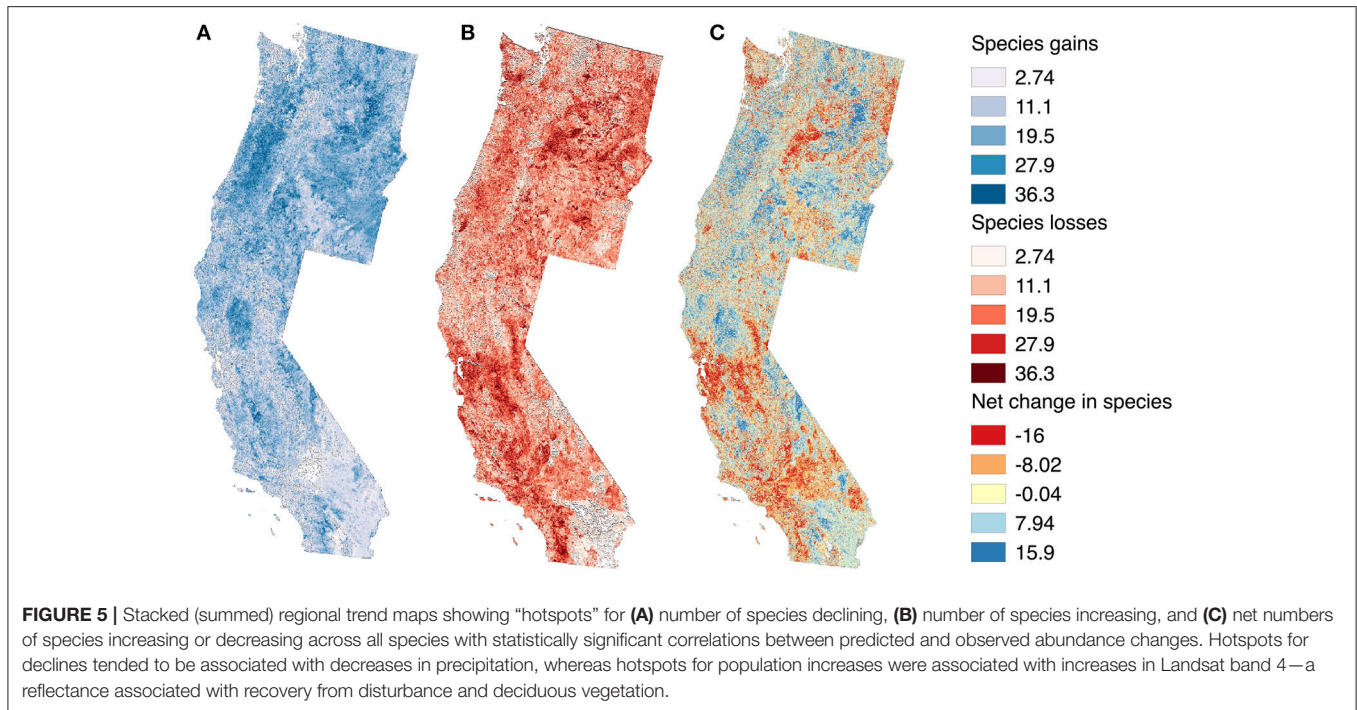 A
B
C
Species gains
2.74
11.1
19.5
27.9
36.3
Species losses
2.74
11.1
19.5
27.9
36.3
Net change in species
-16
-8.02
-0.04
7.94
15.9
FIGURE 5 | Stacked (summed) regional trend maps showing “hotspots” for (A) number of species declining, (B) number of species increasing, and (C) net numbers
of species increasing or decreasing across all species with statistically significant correlations between predicted and observed abundance changes. Hotspots for
declines tended to be associated with decreases in precipitation, whereas hotspots for population increases were associated with increases in Landsat band 4—a
reflectance associated with recovery from disturbance and deciduous vegetation.